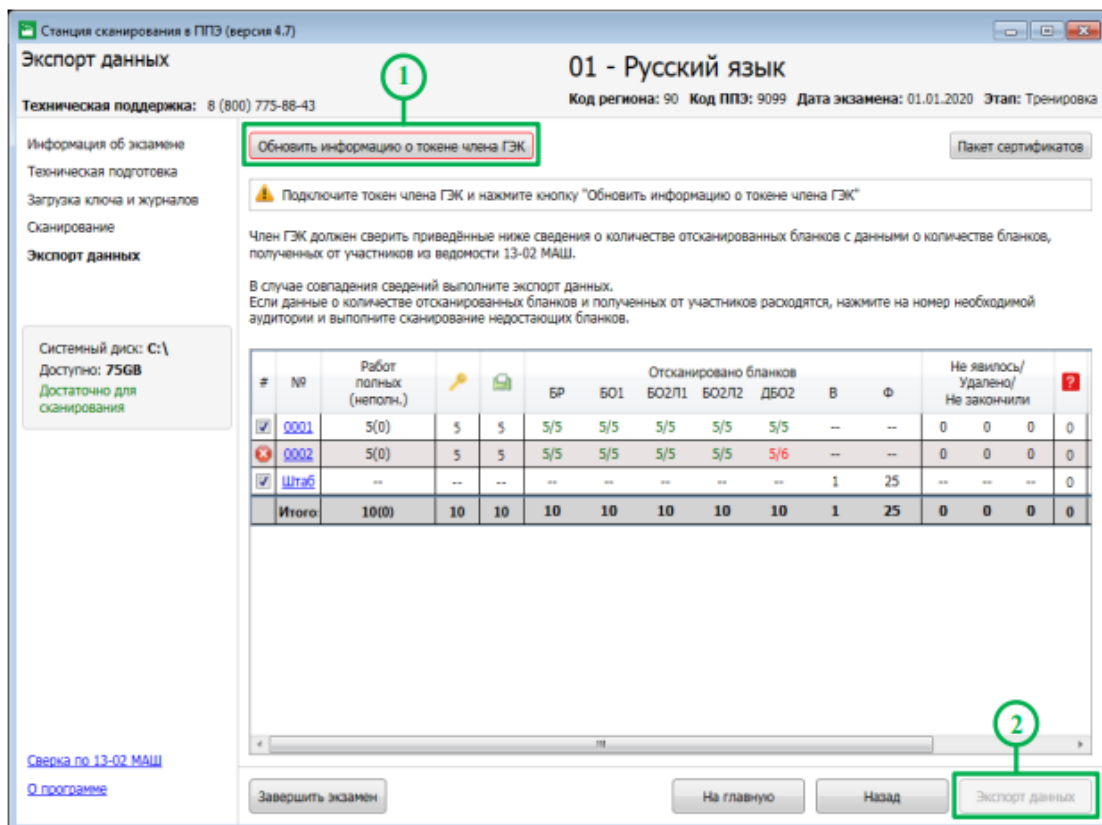 Станция сканирования в ППЭ (версия 4.7)
Экспорт данных
01 - Русский язык
Техническая поддержка: 8 (800) 775-88-43
Код региона: 90 Код ППЭ: 9099 Дата экзамена: 01.01.2020 Этап: Тренировка
1
Информация об экзамене
Техническая подготовка
Загрузка ключа и журналов
Сканирование
Экспорт данных
Системный диск: C:\
Доступно: 75GB
Достаточно для
сканирования
Обновить информацию о токене члена ГЭК
Пакет сертификатов
Подключите токен члена ГЭК и нажмите кнопку "Обновить информацию о токене члена ГЭК"
Член ГЭК должен сверить приведённые ниже сведения о количестве отсканированных бланков с данными о количестве бланков,
полученных от участников из ведомости 13-02 МАШ.
В случае совпадения сведений выполните экспорт данных.
Если данные о количестве отсканированных бланков и полученных от участников расходятся, нажмите на номер необходимой
аудитории и выполните сканирование недостающих бланков.
# № Работ полных (неполн.) Отсканировано бланков Не явилось/ Удалено/ Не закончили ?
БР БО1 БО2Л1 БО2Л2 ДБО2 В Ф
0001 5(0) 5 5 5/5 5/5 5/5 5/5 5/5 -- -- 0 0 0 0
0002 5(0) 5 5 5/5 5/5 5/5 5/5 5/6 -- -- 0 0 0 0
Штаб -- -- -- -- -- -- -- -- 1 25 -- -- -- 0
Итого: 10(0) 10 10 10 10 10 10 10 1 25 0 0 0 0
2
Сверка по 13-02 МАШ
О программе
Завершить экзамен
На главную
Назад
Экспорт данных